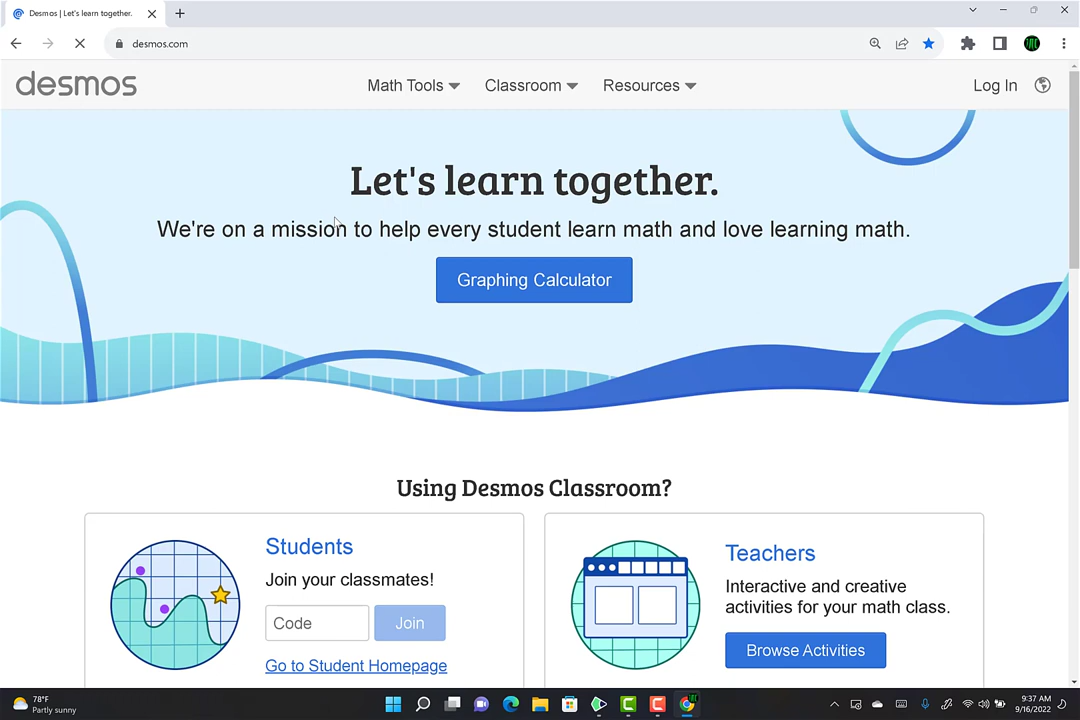 Desmos | Let's learn together.
desmos.com
desmos
Math Tools
Classroom
Resources
Log In
Let's learn together.
We're on a mission to help every student learn math and love learning math.
Graphing Calculator
Using Desmos Classroom?
Students
Join your classmates!
Code
Join
Go to Student Homepage
Teachers
Interactive and creative
activities for your math class.
Browse Activities
78°F
Partly sunny
9:37 AM
9/16/2022